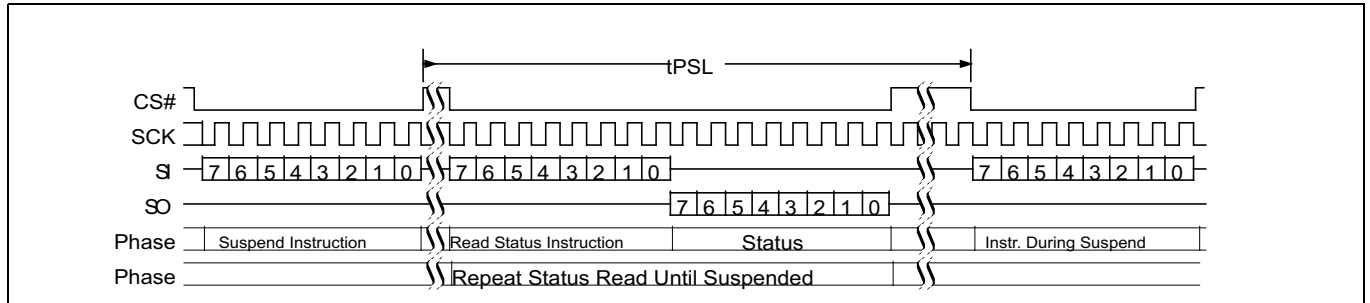 tPSL
CS#
SCK
SI 7 6 5 4 3 2 1 0 7 6 5 4 3 2 1 0 7 6 5 4 3 2 1 0
SO 7 6 5 4 3 2 1 0
Phase Suspend Instruction Read Status Instruction Status Instr. During Suspend
Phase Repeat Status Read Until Suspended